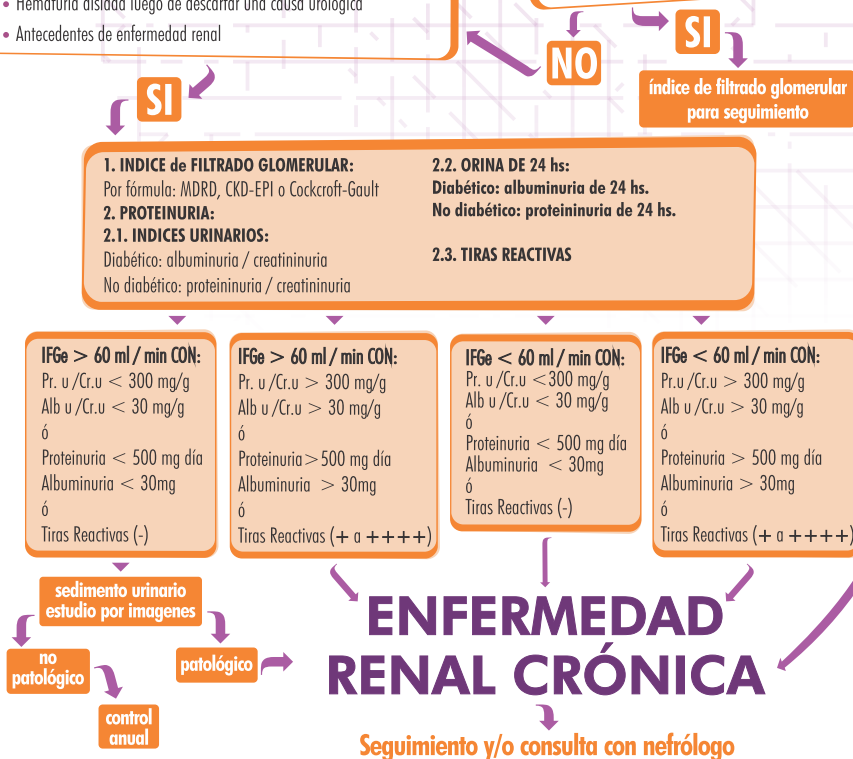 • Hematuria aislada luego de descartar una causa urológica
• Antecedentes de enfermedad renal
NO
SI
índice de filtrado glomerular
para seguimiento
SI
1. INDICE de FILTRADO GLOMERULAR:
Por fórmula: MDRD, CKD-EPI o Cockcroft-Gault
2. PROTEINURIA:
2.1. INDICES URINARIOS:
Diabético: albuminuria / creatininuria
No diabético: proteininuria / creatininuria
2.2. ORINA DE 24 hs:
Diabético: albuminuria de 24 hs.
No diabético: proteininuria de 24 hs.
2.3. TIRAS REACTIVAS
IFGe > 60 ml / min CON:
Pr. u /Cr.u < 300 mg/g
Alb u /Cr.u < 30 mg/g
ó
Proteinuria < 500 mg día
Albuminuria < 30mg
ó
Tiras Reactivas (-)
IFGe > 60 ml / min CON:
Pr. u /Cr.u > 300 mg/g
Alb u /Cr.u > 30 mg/g
ó
Proteinuria > 500 mg día
Albuminuria > 30mg
ó
Tiras Reactivas (+ a ++++)
IFGe < 60 ml / min CON:
Pr. u /Cr.u <300 mg/g
Alb u /Cr.u < 30 mg/g
ó
Proteinuria < 500 mg día
Albuminuria < 30mg
ó
Tiras Reactivas (-)
IFGe < 60 ml / min CON:
Pr.u /Cr.u > 300 mg/g
Alb u /Cr.u > 30 mg/g
ó
Proteinuria > 500 mg día
Albuminuria > 30mg
ó
Tiras Reactivas (+ a ++++)
sedimento urinario
estudio por imagenes
no
patológico
patológico
control
anual
ENFERMEDAD
RENAL CRÓNICA
Seguimiento y/o consulta con nefrólogo